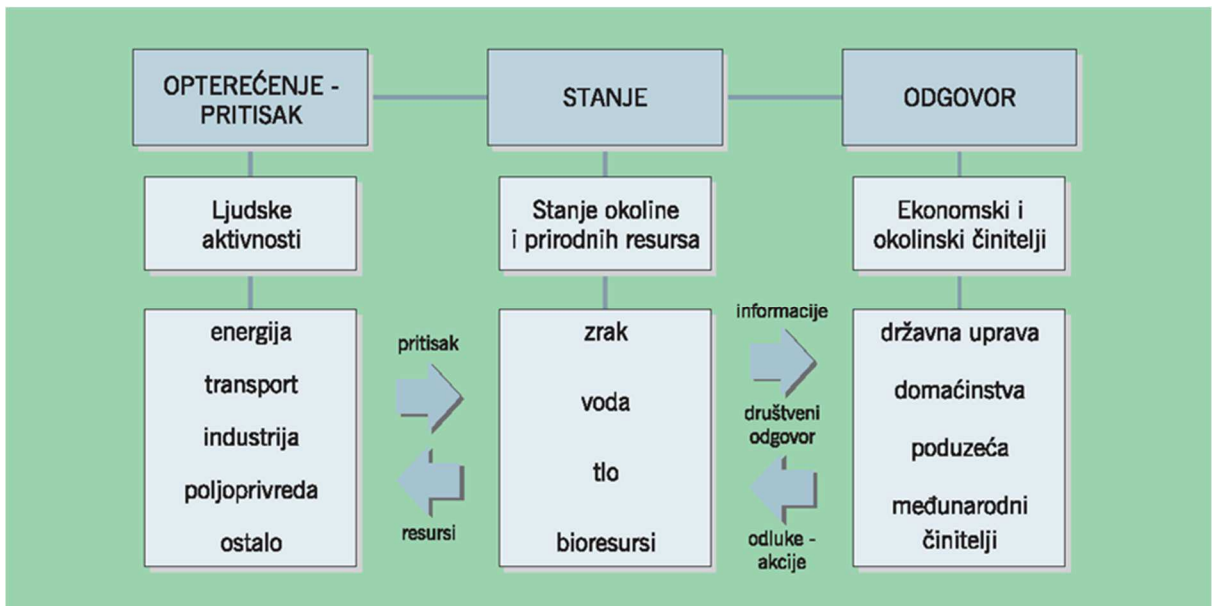 OPTEREĆENJE -
PRITISAK
STANJE
ODGOVOR
Ljudske
aktivnosti
Stanje okoline
i prirodnih resursa
Ekonomski i
okolinski činitelji
energija
transport
industrija
poljoprivreda
ostalo
pritisak
resursi
zrak
voda
tlo
bioresursi
informacije
društveni
odgovor
odluke -
akcije
državna uprava
domaćinstva
poduzeća
međunarodni
činitelji